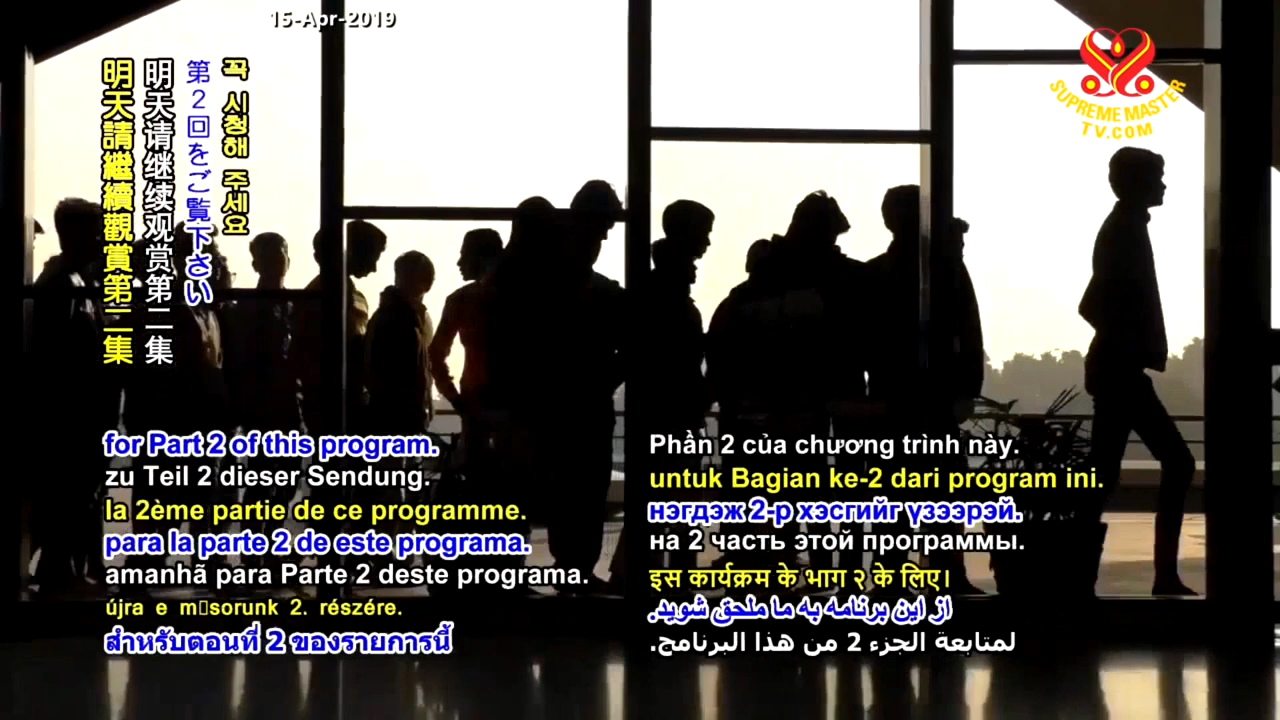 15-Apr-2019
SUPREME MASTER
TV.COM
꼭 시청해 주세요
第2回をご覧下さい
明天请继续观赏第二集
明天請繼續觀賞第二集
for Part 2 of this program.
zu Teil 2 dieser Sendung.
la 2ème partie de ce programme.
para la parte 2 de este programa.
amanhã para Parte 2 deste programa.
újra e m▯sorunk 2. részére.
สำหรับตอนที่ 2 ของรายการนี้
Phần 2 của chương trình này.
untuk Bagian ke-2 dari program ini.
нэгдэж 2-р хэсгийг үзээрэй.
на 2 часть этой программы.
इस कार्यक्रम के भाग २ के लिए।
از این برنامه به ما ملحق شوید.
لمتابعة الجزء 2 من هذا البرنامج.